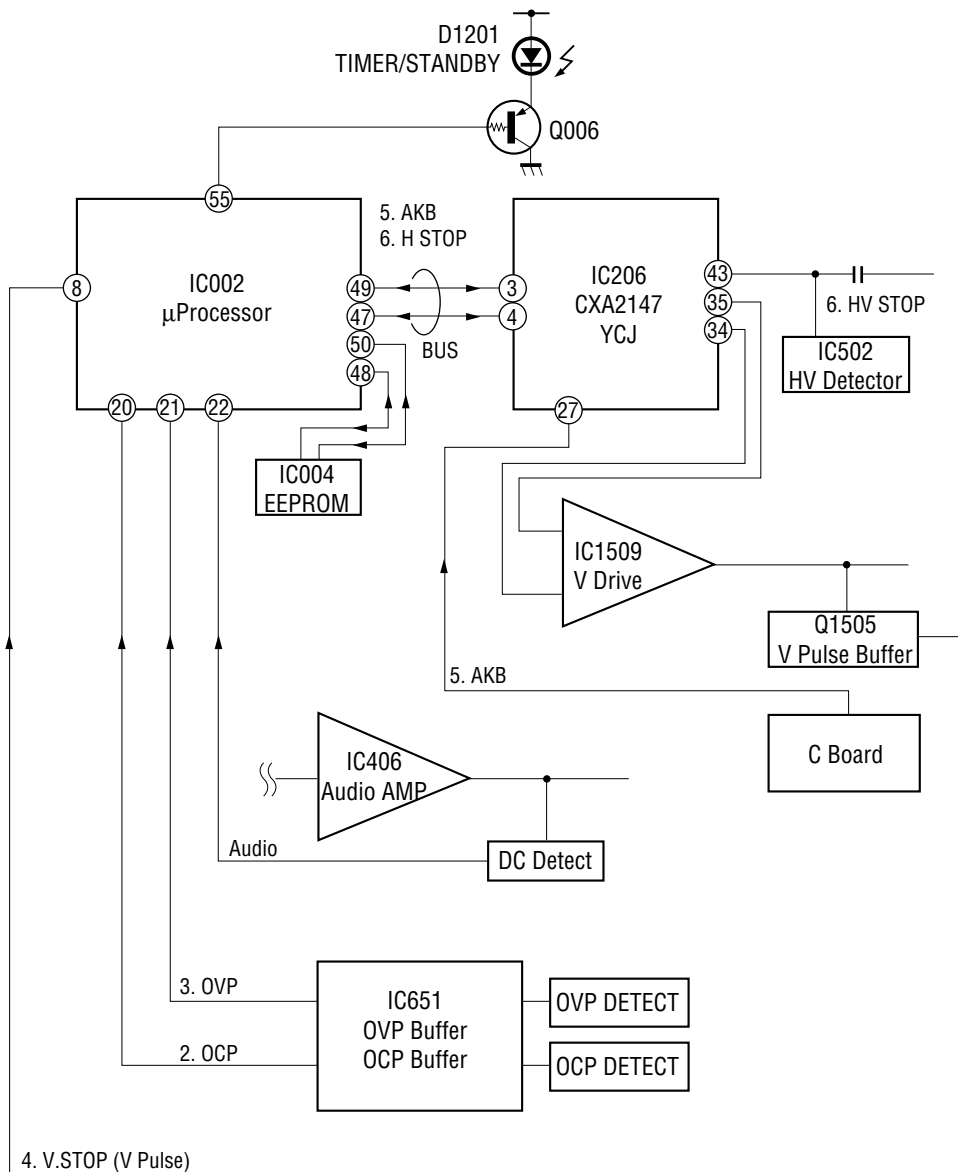 D1201
TIMER/STANDBY
Q006
55
5. AKB
6. H STOP
IC002
µProcessor
8
49
47
50
48
BUS
3
4
IC206
CXA2147
YCJ
43
35
34
6. HV STOP
IC502
HV Detector
20
21
22
27
IC004
EEPROM
IC1509
V Drive
Q1505
V Pulse Buffer
5. AKB
C Board
IC406
Audio AMP
Audio
DC Detect
3. OVP
IC651
OVP Buffer
OCP Buffer
OVP DETECT
2. OCP
OCP DETECT
4. V.STOP (V Pulse)